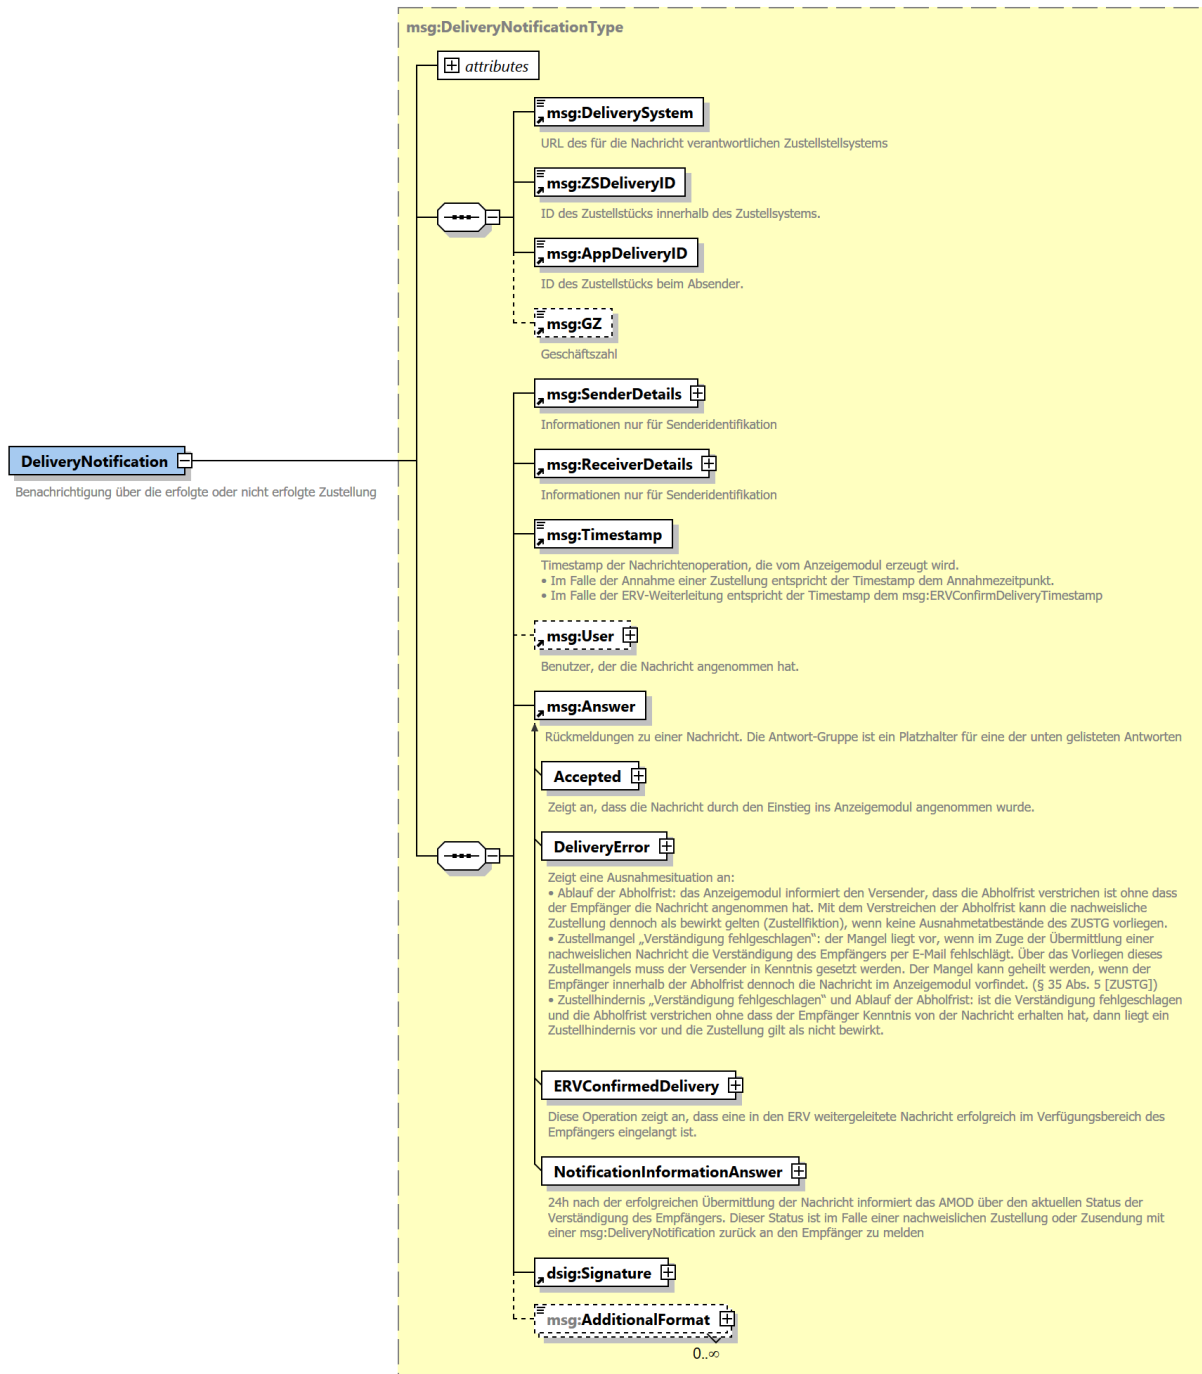 msg:DeliveryNotificationType
attributes
msg:DeliverySystem
URL des für die Nachricht verantwortlichen Zustellstellsystems
msg:ZSDeliveryID
ID des Zustellstücks innerhalb des Zustellsystems.
msg:AppDeliveryID
ID des Zustellstücks beim Absender.
msg:GZ
Geschäftszahl
msg:SenderDetails
Informationen nur für Senderidentifikation
DeliveryNotification
Benachrichtigung über die erfolgte oder nicht erfolgte Zustellung
msg:ReceiverDetails
Informationen nur für Senderidentifikation
msg:Timestamp
Timestamp der Nachrichtenoperation, die vom Anzeigemodul erzeugt wird.
• Im Falle der Annahme einer Zustellung entspricht der Timestamp dem Annahmezeitpunkt.
• Im Falle der ERV-Weiterleitung entspricht der Timestamp dem msg:ERVConfirmDeliveryTimestamp
msg:User
Benutzer, der die Nachricht angenommen hat.
msg:Answer
Rückmeldungen zu einer Nachricht. Die Antwort-Gruppe ist ein Platzhalter für eine der unten gelisteten Antworten
Accepted
Zeigt an, dass die Nachricht durch den Einstieg ins Anzeigemodul angenommen wurde.
DeliveryError
Zeigt eine Ausnahmesituation an:
• Ablauf der Abholfrist: das Anzeigemodul informiert den Versender, dass die Abholfrist verstrichen ist ohne dass
der Empfänger die Nachricht angenommen hat. Mit dem Verstreichen der Abholfrist kann die nachweisliche
Zustellung dennoch als bewirkt gelten (Zustellfiktion), wenn keine Ausnahmetatbestände des ZUSTG vorliegen.
• Zustellmangel „Verständigung fehlgeschlagen“: der Mangel liegt vor, wenn im Zuge der Übermittlung einer
nachweislichen Nachricht die Verständigung des Empfängers per E-Mail fehlschlägt. Über das Vorliegen dieses
Zustellmangels muss der Versender in Kenntnis gesetzt werden. Der Mangel kann geheilt werden, wenn der
Empfänger innerhalb der Abholfrist dennoch die Nachricht im Anzeigemodul vorfindet. (§ 35 Abs. 5 [ZUSTG])
• Zustellhindernis „Verständigung fehlgeschlagen“ und Ablauf der Abholfrist: ist die Verständigung fehlgeschlagen
und die Abholfrist verstrichen ohne dass der Empfänger Kenntnis von der Nachricht erhalten hat, dann liegt ein
Zustellhindernis vor und die Zustellung gilt als nicht bewirkt.
ERVConfirmedDelivery
Diese Operation zeigt an, dass eine in den ERV weitergeleitete Nachricht erfolgreich im Verfügungsbereich des
Empfängers eingelangt ist.
NotificationInformationAnswer
24h nach der erfolgreichen Übermittlung der Nachricht informiert das AMOD über den aktuellen Status der
Verständigung des Empfängers. Dieser Status ist im Falle einer nachweislichen Zustellung oder Zusendung mit
einer msg:DeliveryNotification zurück an den Empfänger zu melden
dsig:Signature
msg:AdditionalFormat
0..∞